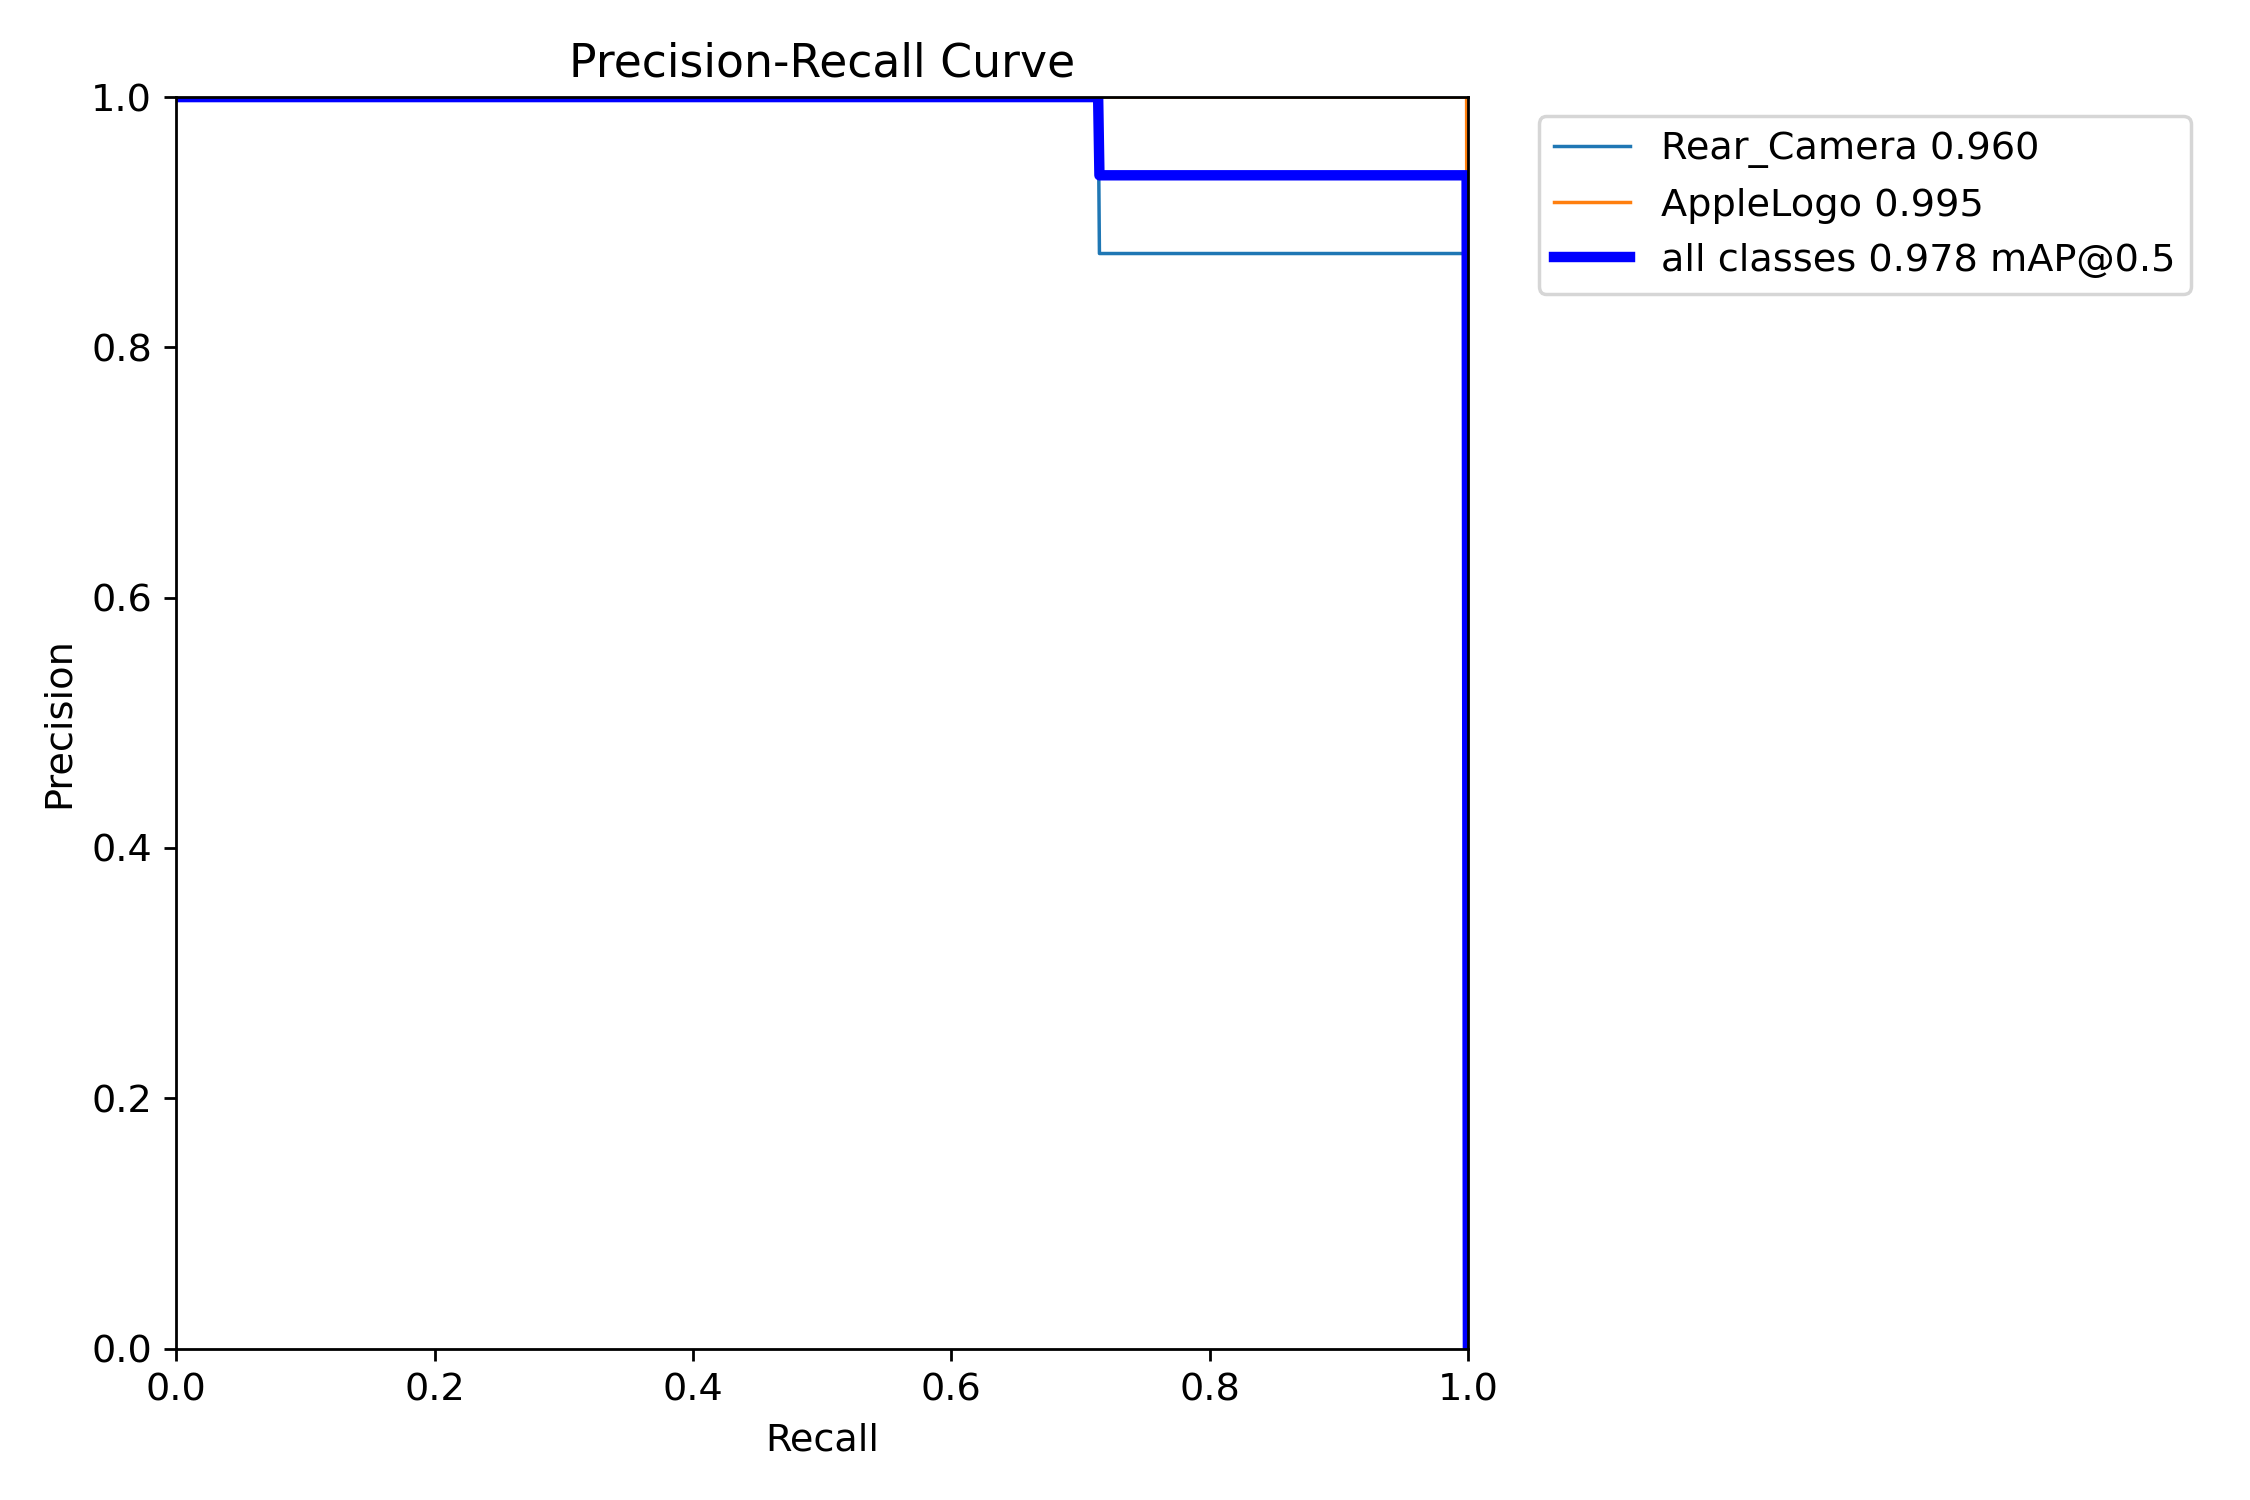 Precision-Recall Curve
1.0
0.8
0.6
0.4
0.2
0.0
Precision
0.0 0.2 0.4 0.6 0.8 1.0
Recall
Rear_Camera 0.960
AppleLogo 0.995
all classes 0.978 mAP@0.5